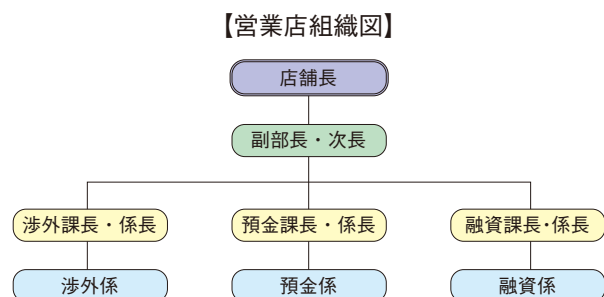 【営業店組織図】
店舗長
副部長・次長
渉外課長・係長
預金課長・係長
融資課長・係長
渉外係
預金係
融資係